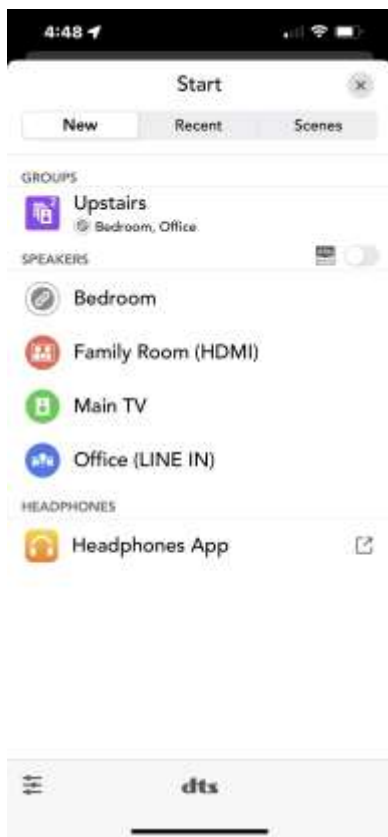 4:48
Start
New Recent Scenes
GROUPS
Upstairs
Bedroom, Office
SPEAKERS
Bedroom
Family Room (HDMI)
Main TV
Office (LINE IN)
HEADPHONES
Headphones App
dts